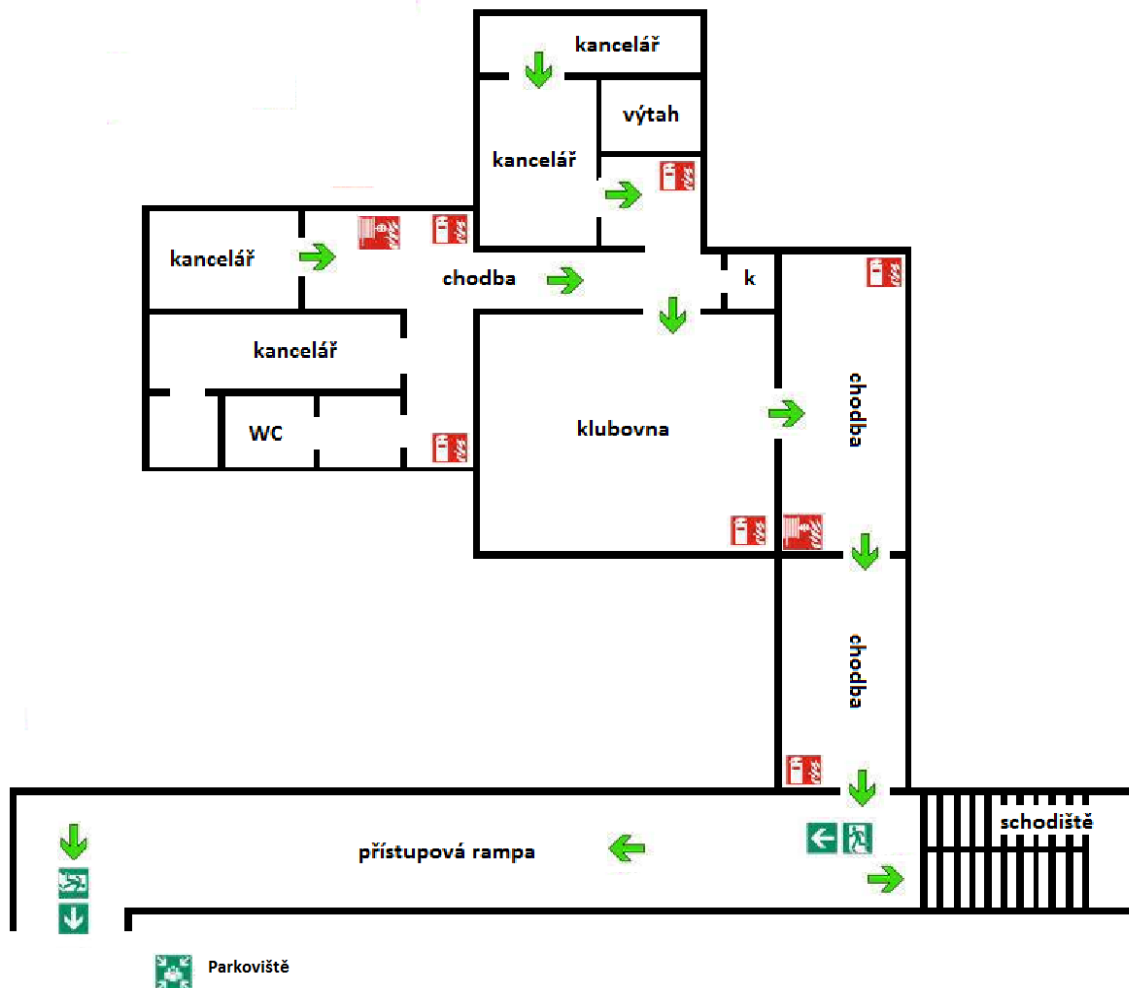 kancelář
výtah
kancelář
kancelář
chodba
k
kancelář
chodba
WC
klubovna
chodba
schodiště
přístupová rampa
Parkoviště